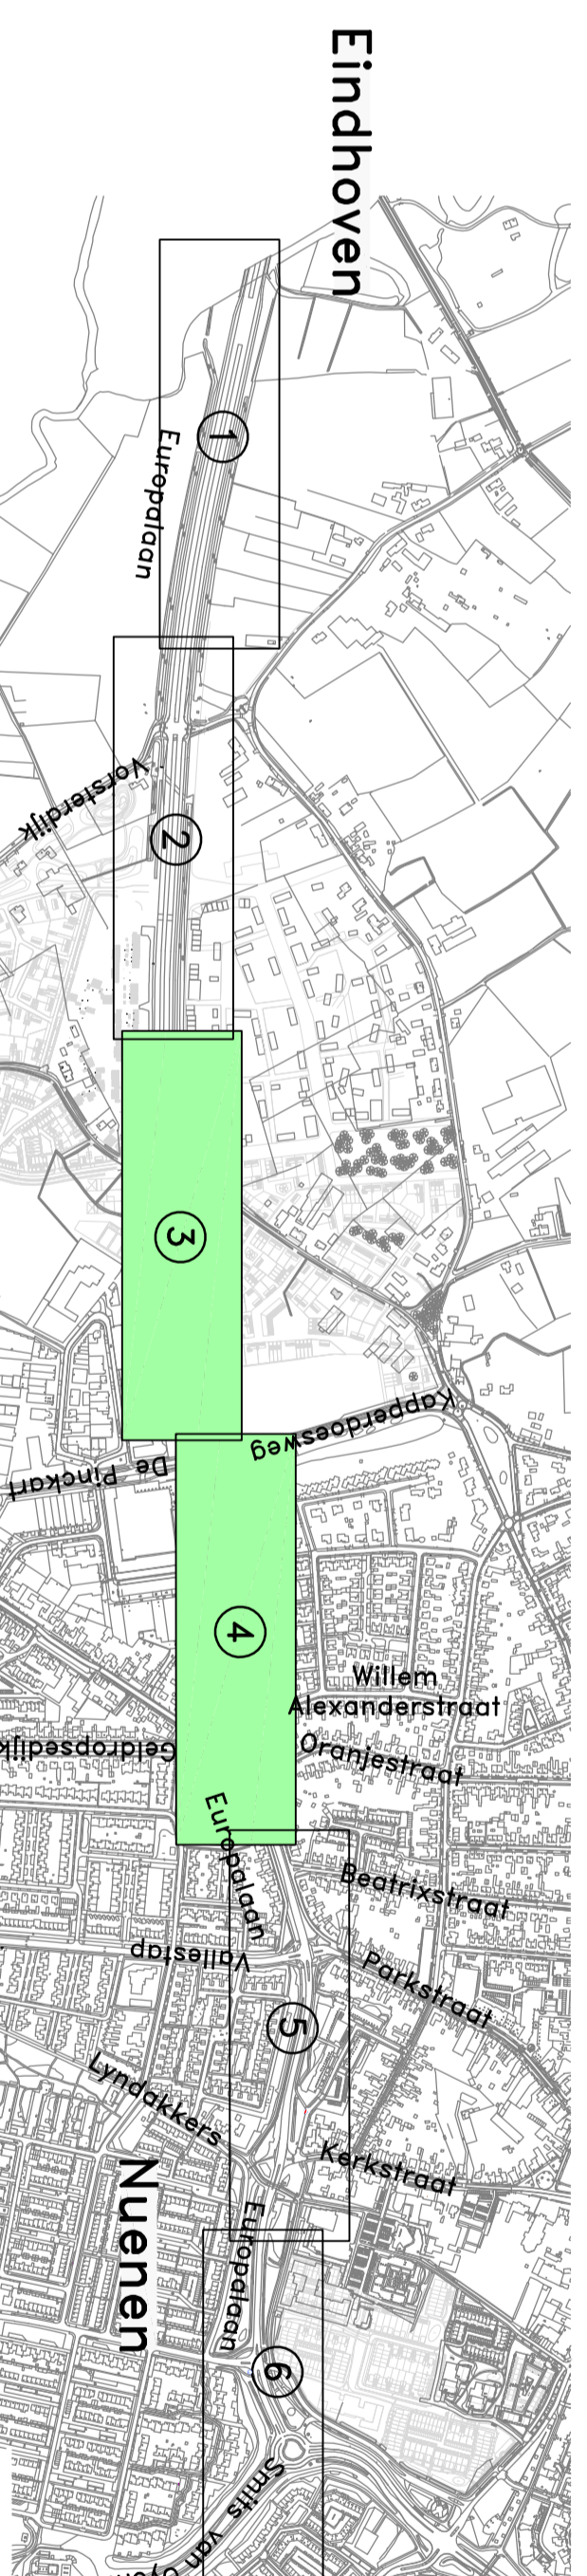 Eindhoven
1
Europalaan
Vorsterdijk
2
3
Kapperdoesweg
De Pinckart
4
Willem
Alexanderstraat
Oranjestraat
Geldropsedijk
Europalaan
Beatrixstraat
Vallestap
Parkstraat
5
Lyndakkers
Kerkstraat
Nuenen
Europalaan
6
Smits van